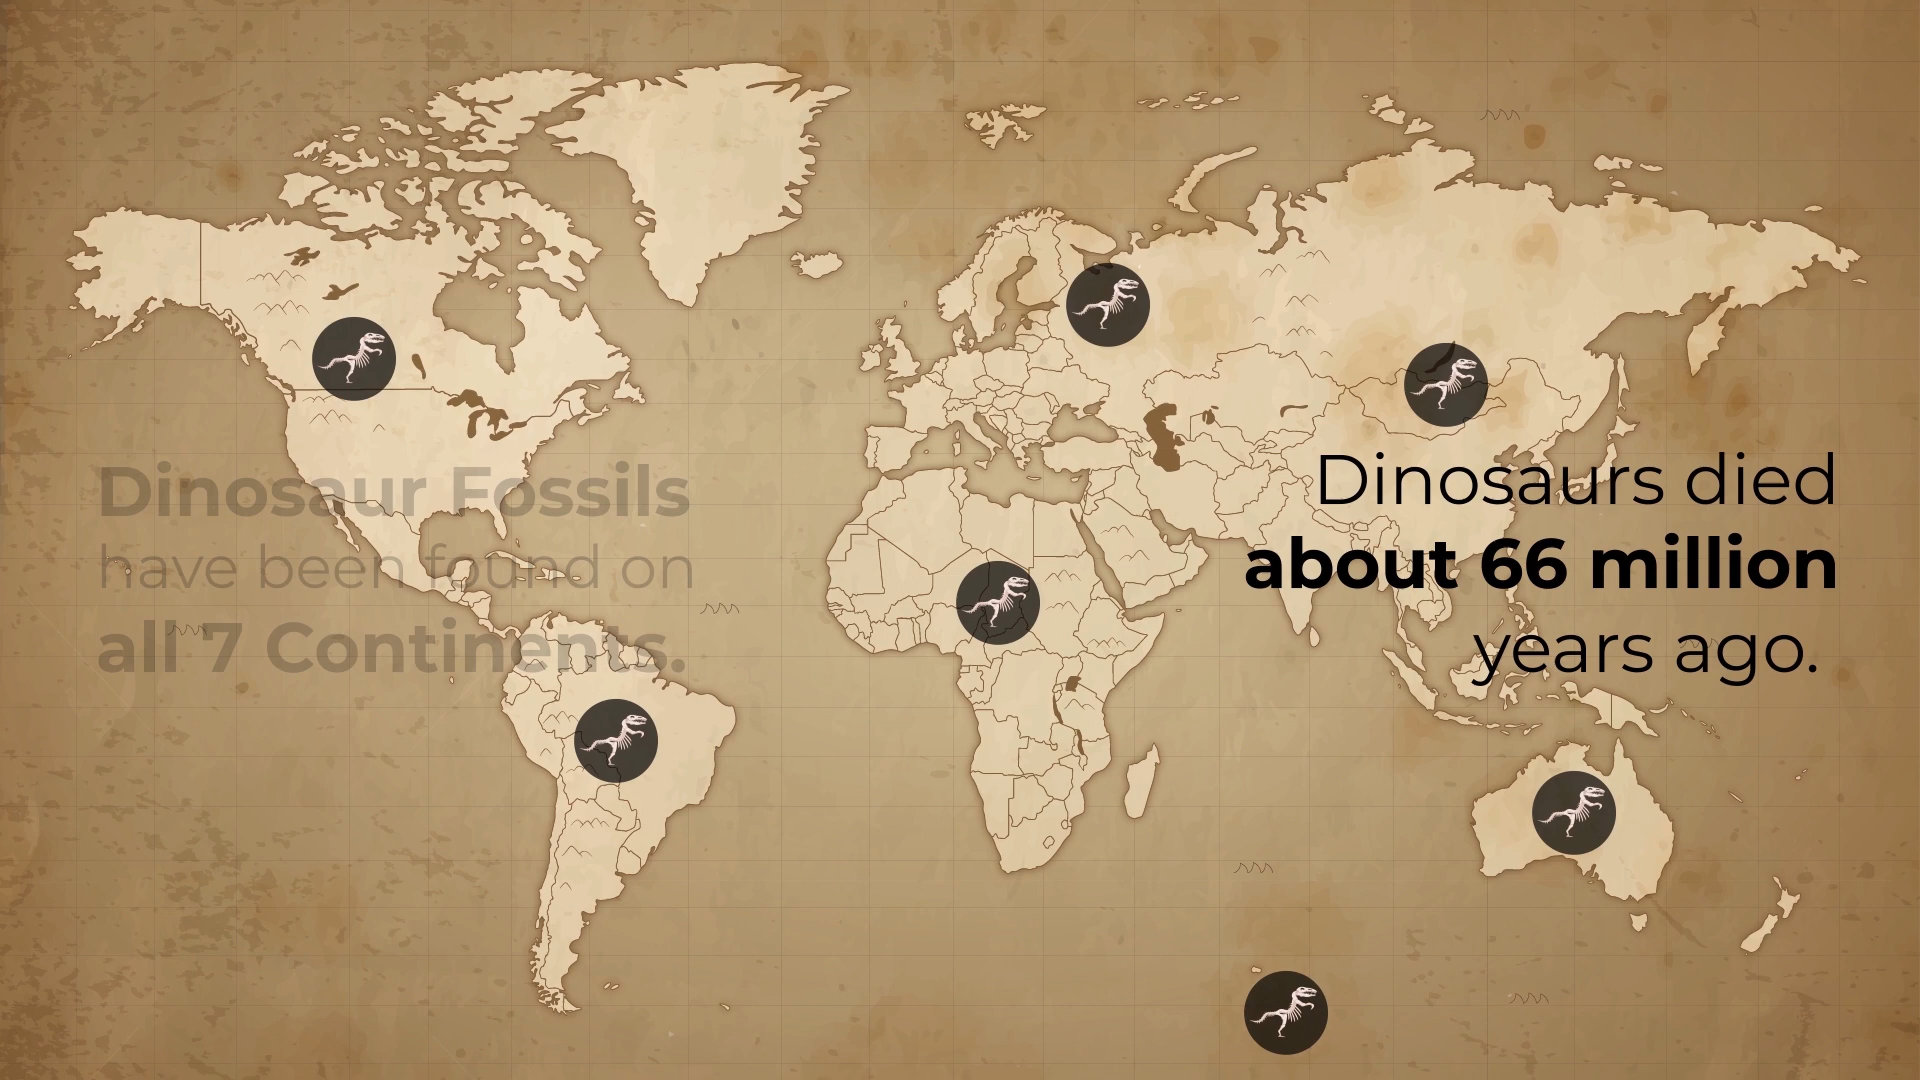 Dinosaur Fossils
have been found on
all 7 Continents.
Dinosaurs died
about 66 million
years ago.